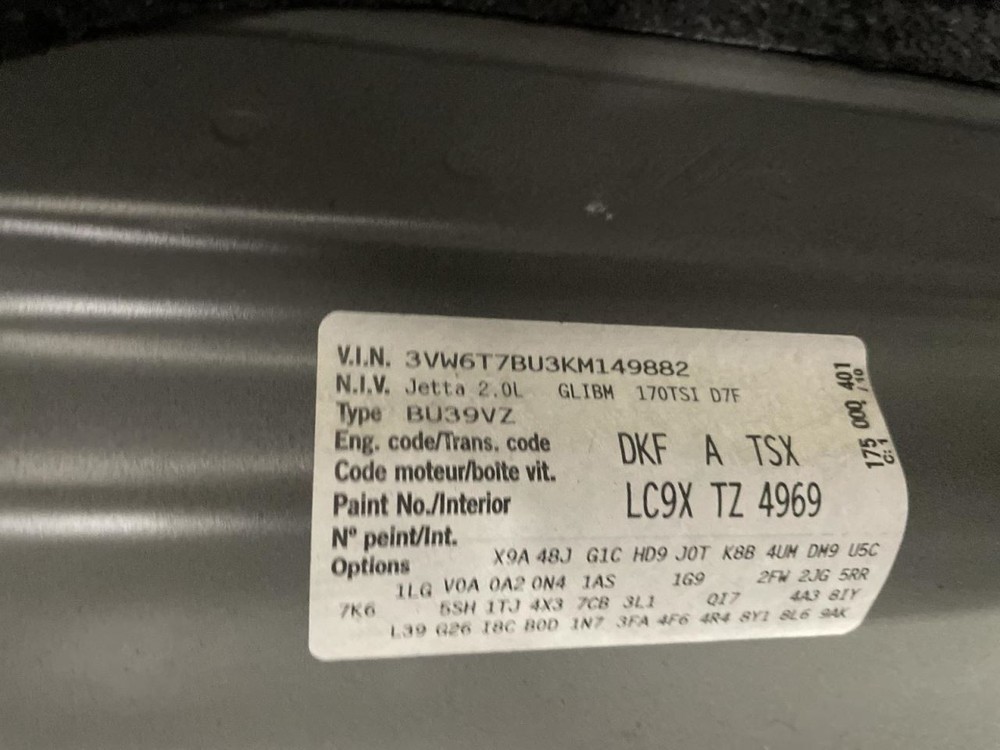 V.I.N. 3VW6T7BU3KM149882
N.I.V. Jetta 2.0L GLIBM 170TSI D7F
Type BU39VZ
Eng. code/Trans. code DKF A TSX
Code moteur/boite vit.
Paint No./Interior LC9X TZ 4969
N° peint/Int.
Options X9A 48J G1C HD9 J0T K8B 4UM DM9 U5C
1LG V0A 0A2 0N4 1AS 1G9 2FW 2JG 5RR
7K6 5SH 1TJ 4X3 7CB 3L1 QI7 4A3 8IY
L39 G26 I8C B0D 1N7 3FA 4F6 4R4 8Y1 8L6 9AK
175 000 401
C: 1 /10